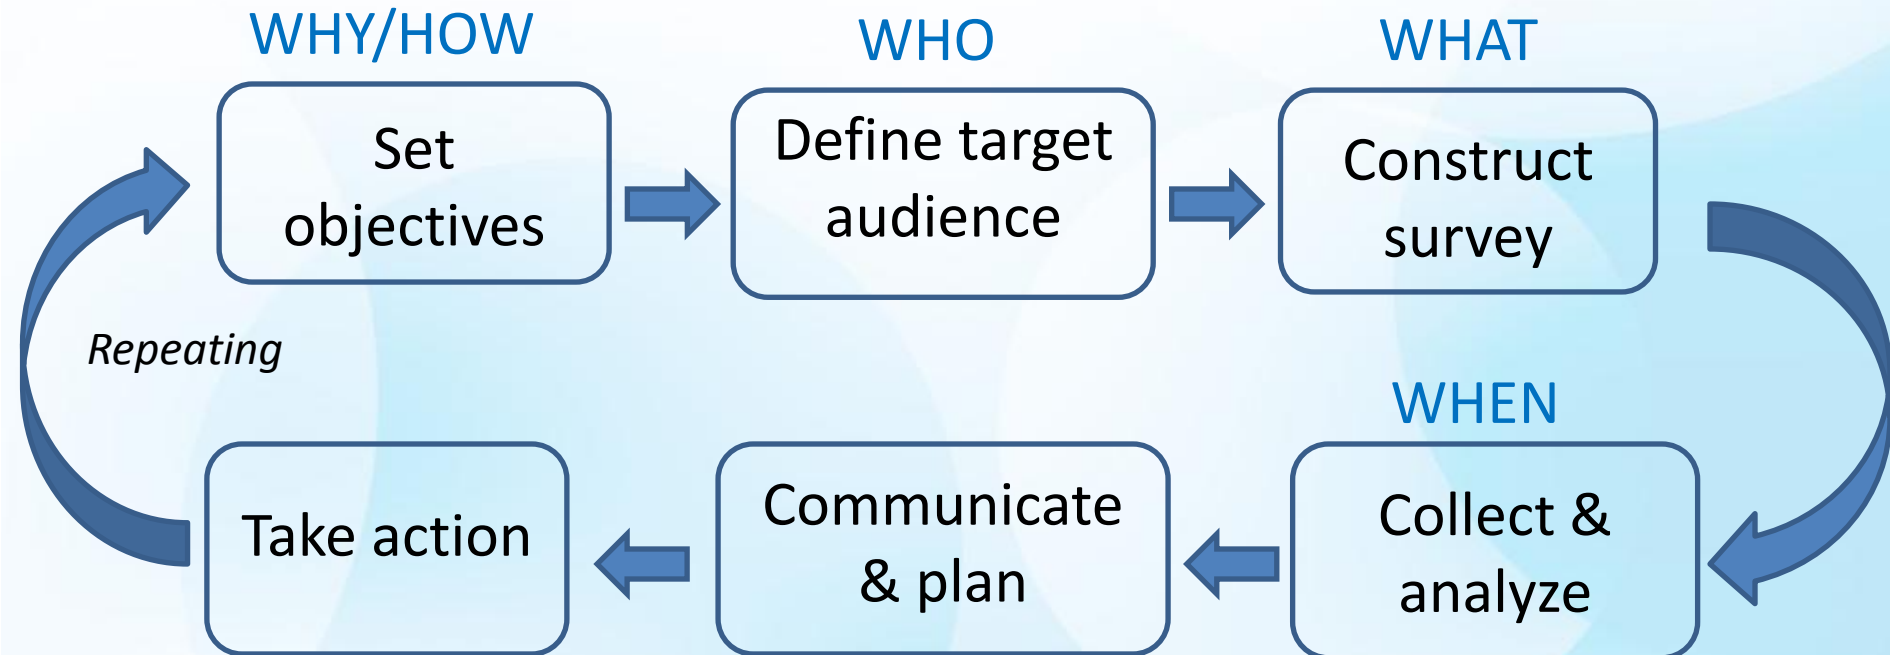 WHY/HOW
WHO
WHAT
Set
objectives
Define target
audience
Construct
survey
Repeating
WHEN
Take action
Communicate
& plan
Collect &
analyze